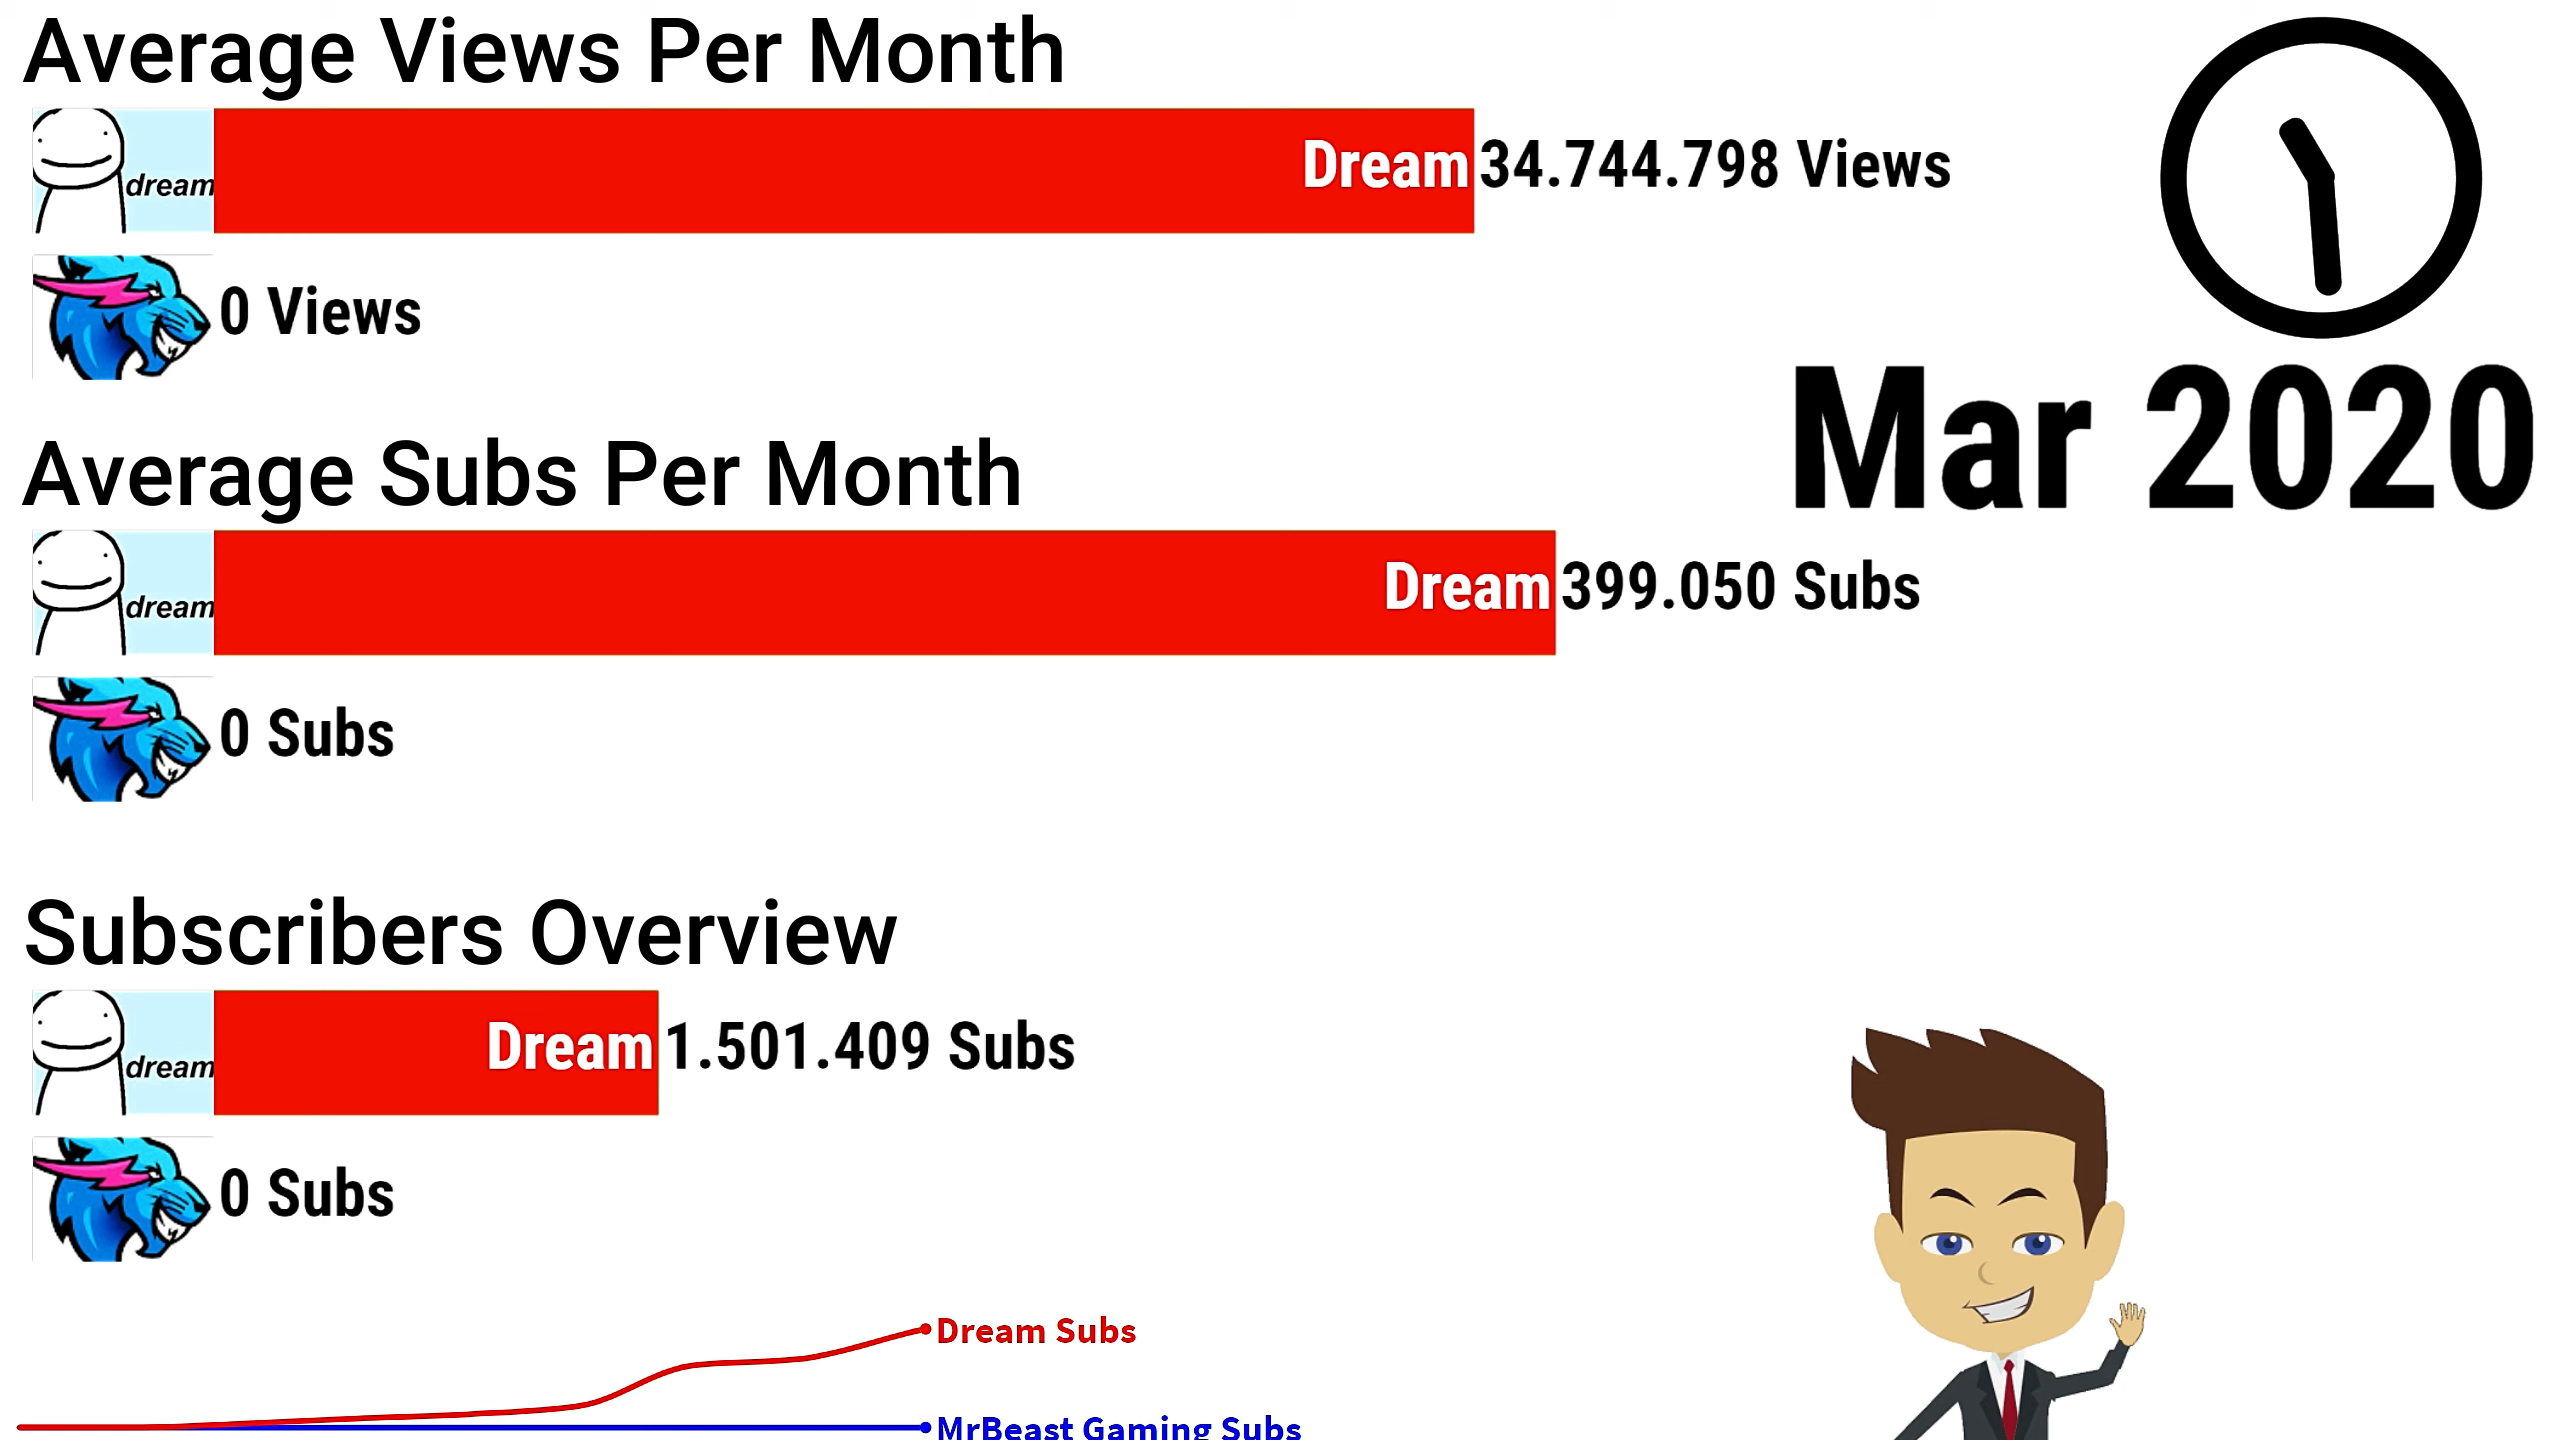 Average Views Per Month
dream
Dream 34.744.798 Views
0 Views
Mar 2020
Average Subs Per Month
dream
Dream 399.050 Subs
0 Subs
Subscribers Overview
dream
Dream 1.501.409 Subs
0 Subs
Dream Subs
MrBeast Gaming Subs